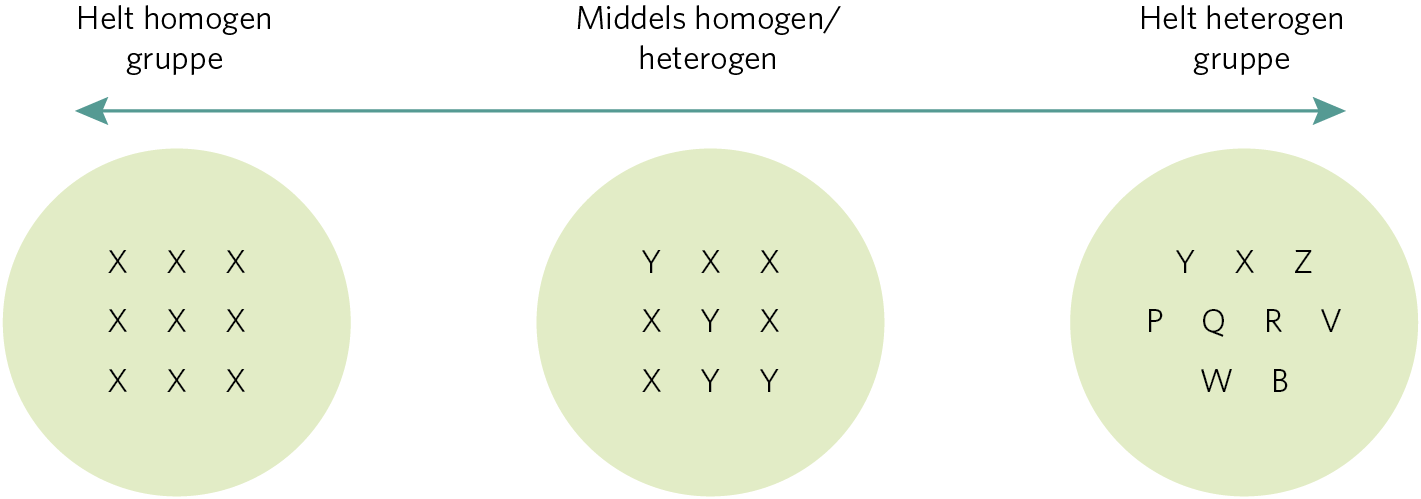 Helt homogen
gruppe
Middels homogen/
heterogen
Helt heterogen
gruppe
X X X
X X X
X X X
Y X X
X Y X
X Y Y
Y X Z
P Q R V
W B